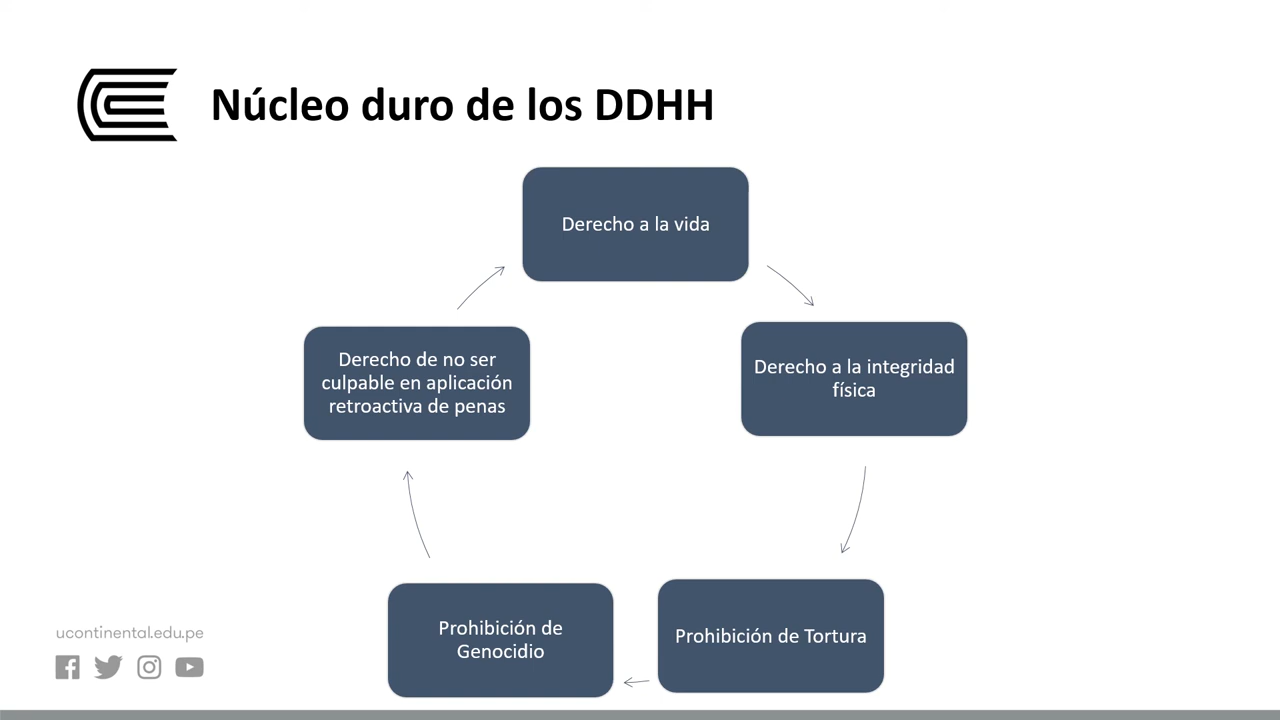 Núcleo duro de los DDHH
Derecho a la vida
Derecho a la integridad
física
Prohibición de Tortura
Prohibición de
Genocidio
Derecho de no ser
culpable en aplicación
retroactiva de penas
ucontinental.edu.pe